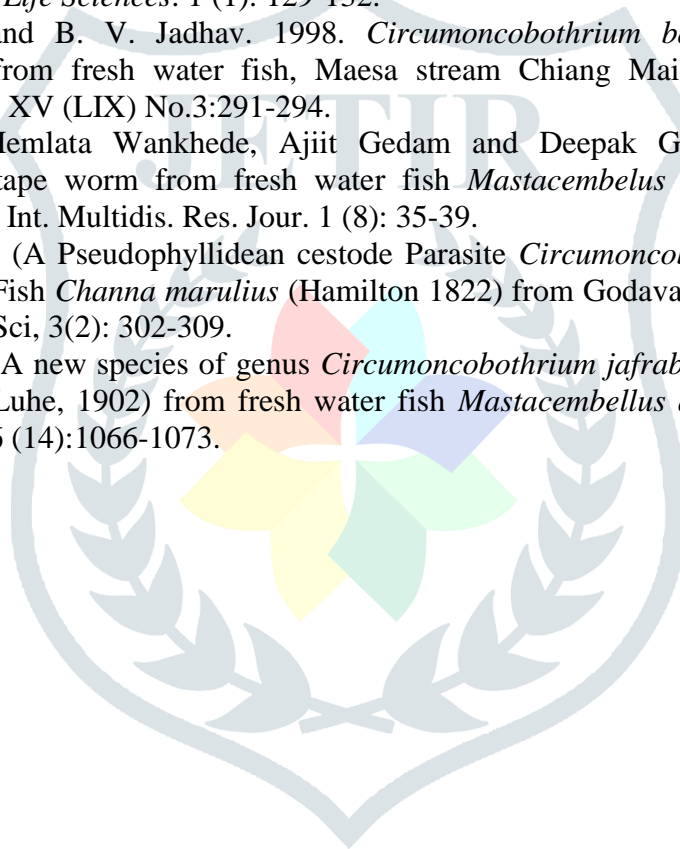 Life Sciences. 1 (1): 129-132.
and B. V. Jadhav. 1998. Circumoncobothrium
from fresh water fish, Maesa stream Chiang Mai
XV (LIX) No.3:291-294.
Hemlata Wankhede, Ajiit Gedam and Deepak G
tape worm from fresh water fish Mastacembelus
Int. Multidis. Res. Jour. 1 (8): 35-39.
(A Pseudophyllidean cestode Parasite Circumoncob
Fish Channa marulius (Hamilton 1822) from Godava
Sci, 3(2): 302-309.
A new species of genus Circumoncobothrium jafrab
Luhe, 1902) from fresh water fish Mastacembellus
(14):1066-1073.
JETIR